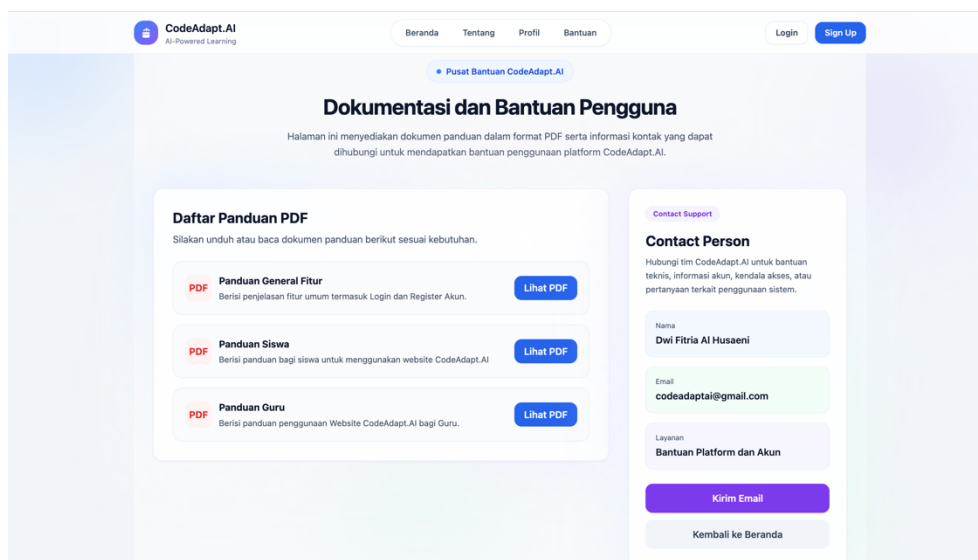 CodeAdapt.AI
AI-Powered Learning
Beranda Tentang Profil Bantuan
Login Sign Up
Pusat Bantuan CodeAdapt.AI
Dokumentasi dan Bantuan Pengguna
Halaman ini menyediakan dokumen panduan dalam format PDF serta informasi kontak yang dapat
dihubungi untuk mendapatkan bantuan penggunaan platform CodeAdapt.AI.
Daftar Panduan PDF
Silakan unduh atau baca dokumen panduan berikut sesuai kebutuhan.
PDF
Panduan General Fitur
Berisi penjelasan fitur umum termasuk Login dan Register Akun.
Lihat PDF
PDF
Panduan Siswa
Berisi panduan bagi siswa untuk menggunakan website CodeAdapt.AI
Lihat PDF
PDF
Panduan Guru
Berisi panduan penggunaan Website CodeAdapt.AI bagi Guru.
Lihat PDF
Contact Support
Contact Person
Hubungi tim CodeAdapt.AI untuk bantuan
teknis, informasi akun, kendala akses, atau
pertanyaan terkait penggunaan sistem.
Nama
Dwi Fitria Al Husaeni
Email
codeadaptai@gmail.com
Layanan
Bantuan Platform dan Akun
Kirim Email
Kembali ke Beranda